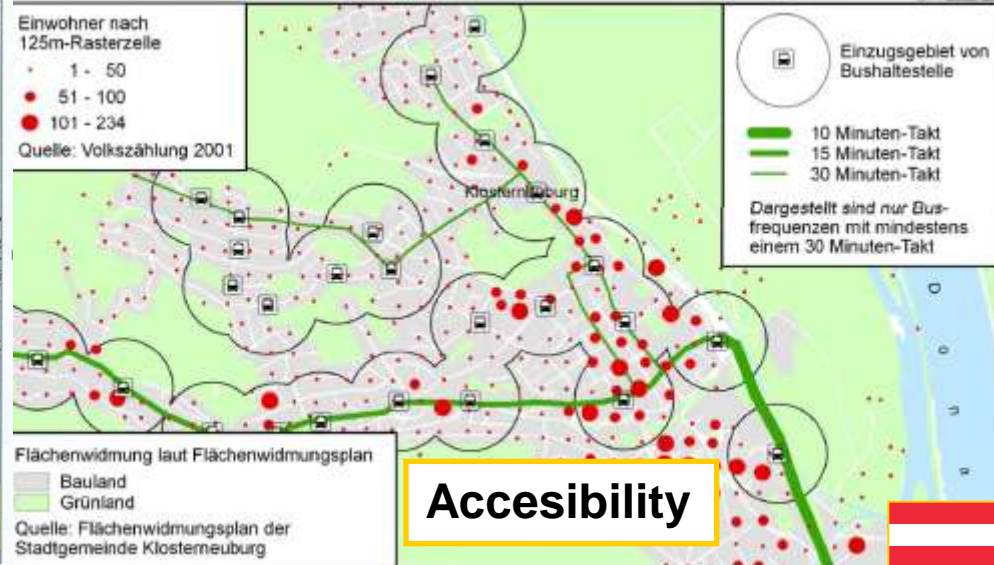 Einwohner nach
125m-Rasterzelle
1 - 50
51 - 100
101 - 234
Quelle: Volkszählung 2001
Einzugsgebiet von
Bushaltestelle
10 Minuten-Takt
15 Minuten-Takt
30 Minuten-Takt
Dargestellt sind nur Bus-
frequenzen mit mindestens
einem 30 Minuten-Takt
Klosterneuburg
D o n a
Flächenwidmung laut Flächenwidmungsplan
Bauland
Grünland
Quelle: Flächenwidmungsplan der
Stadtgemeinde Klosterneuburg
Accesibility